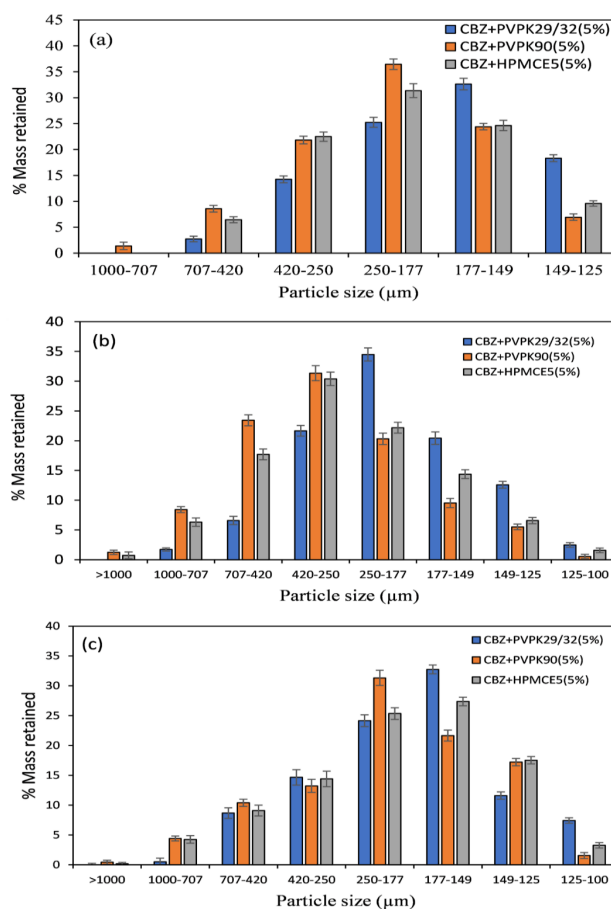 (a)
CBZ+PVPK29/32(5%)
CBZ+PVPK90(5%)
CBZ+HPMCE5(5%)
% Mass retained
45
40
35
30
25
20
15
10
5
0
1000-707 707-420 420-250 250-177 177-149 149-125
Particle size (µm)
(b)
CBZ+PVP29/32(5%)
CBZ+PVPK90(5%)
CBZ+HPMCE5(5%)
% Mass retained
40
35
30
25
20
15
10
5
0
>1000 1000-707 707-420 420-250 250-177 177-149 149-125 125-100
Particle size (µm)
(c)
CBZ+PVPK29/32(5%)
CBZ+PVPK90(5%)
CBZ+HPMCE5(5%)
% Mass retained
40
35
30
25
20
15
10
5
0
>1000 1000-707 707-420 420-250 250-177 177-149 149-125 125-100
Particle size (µm)